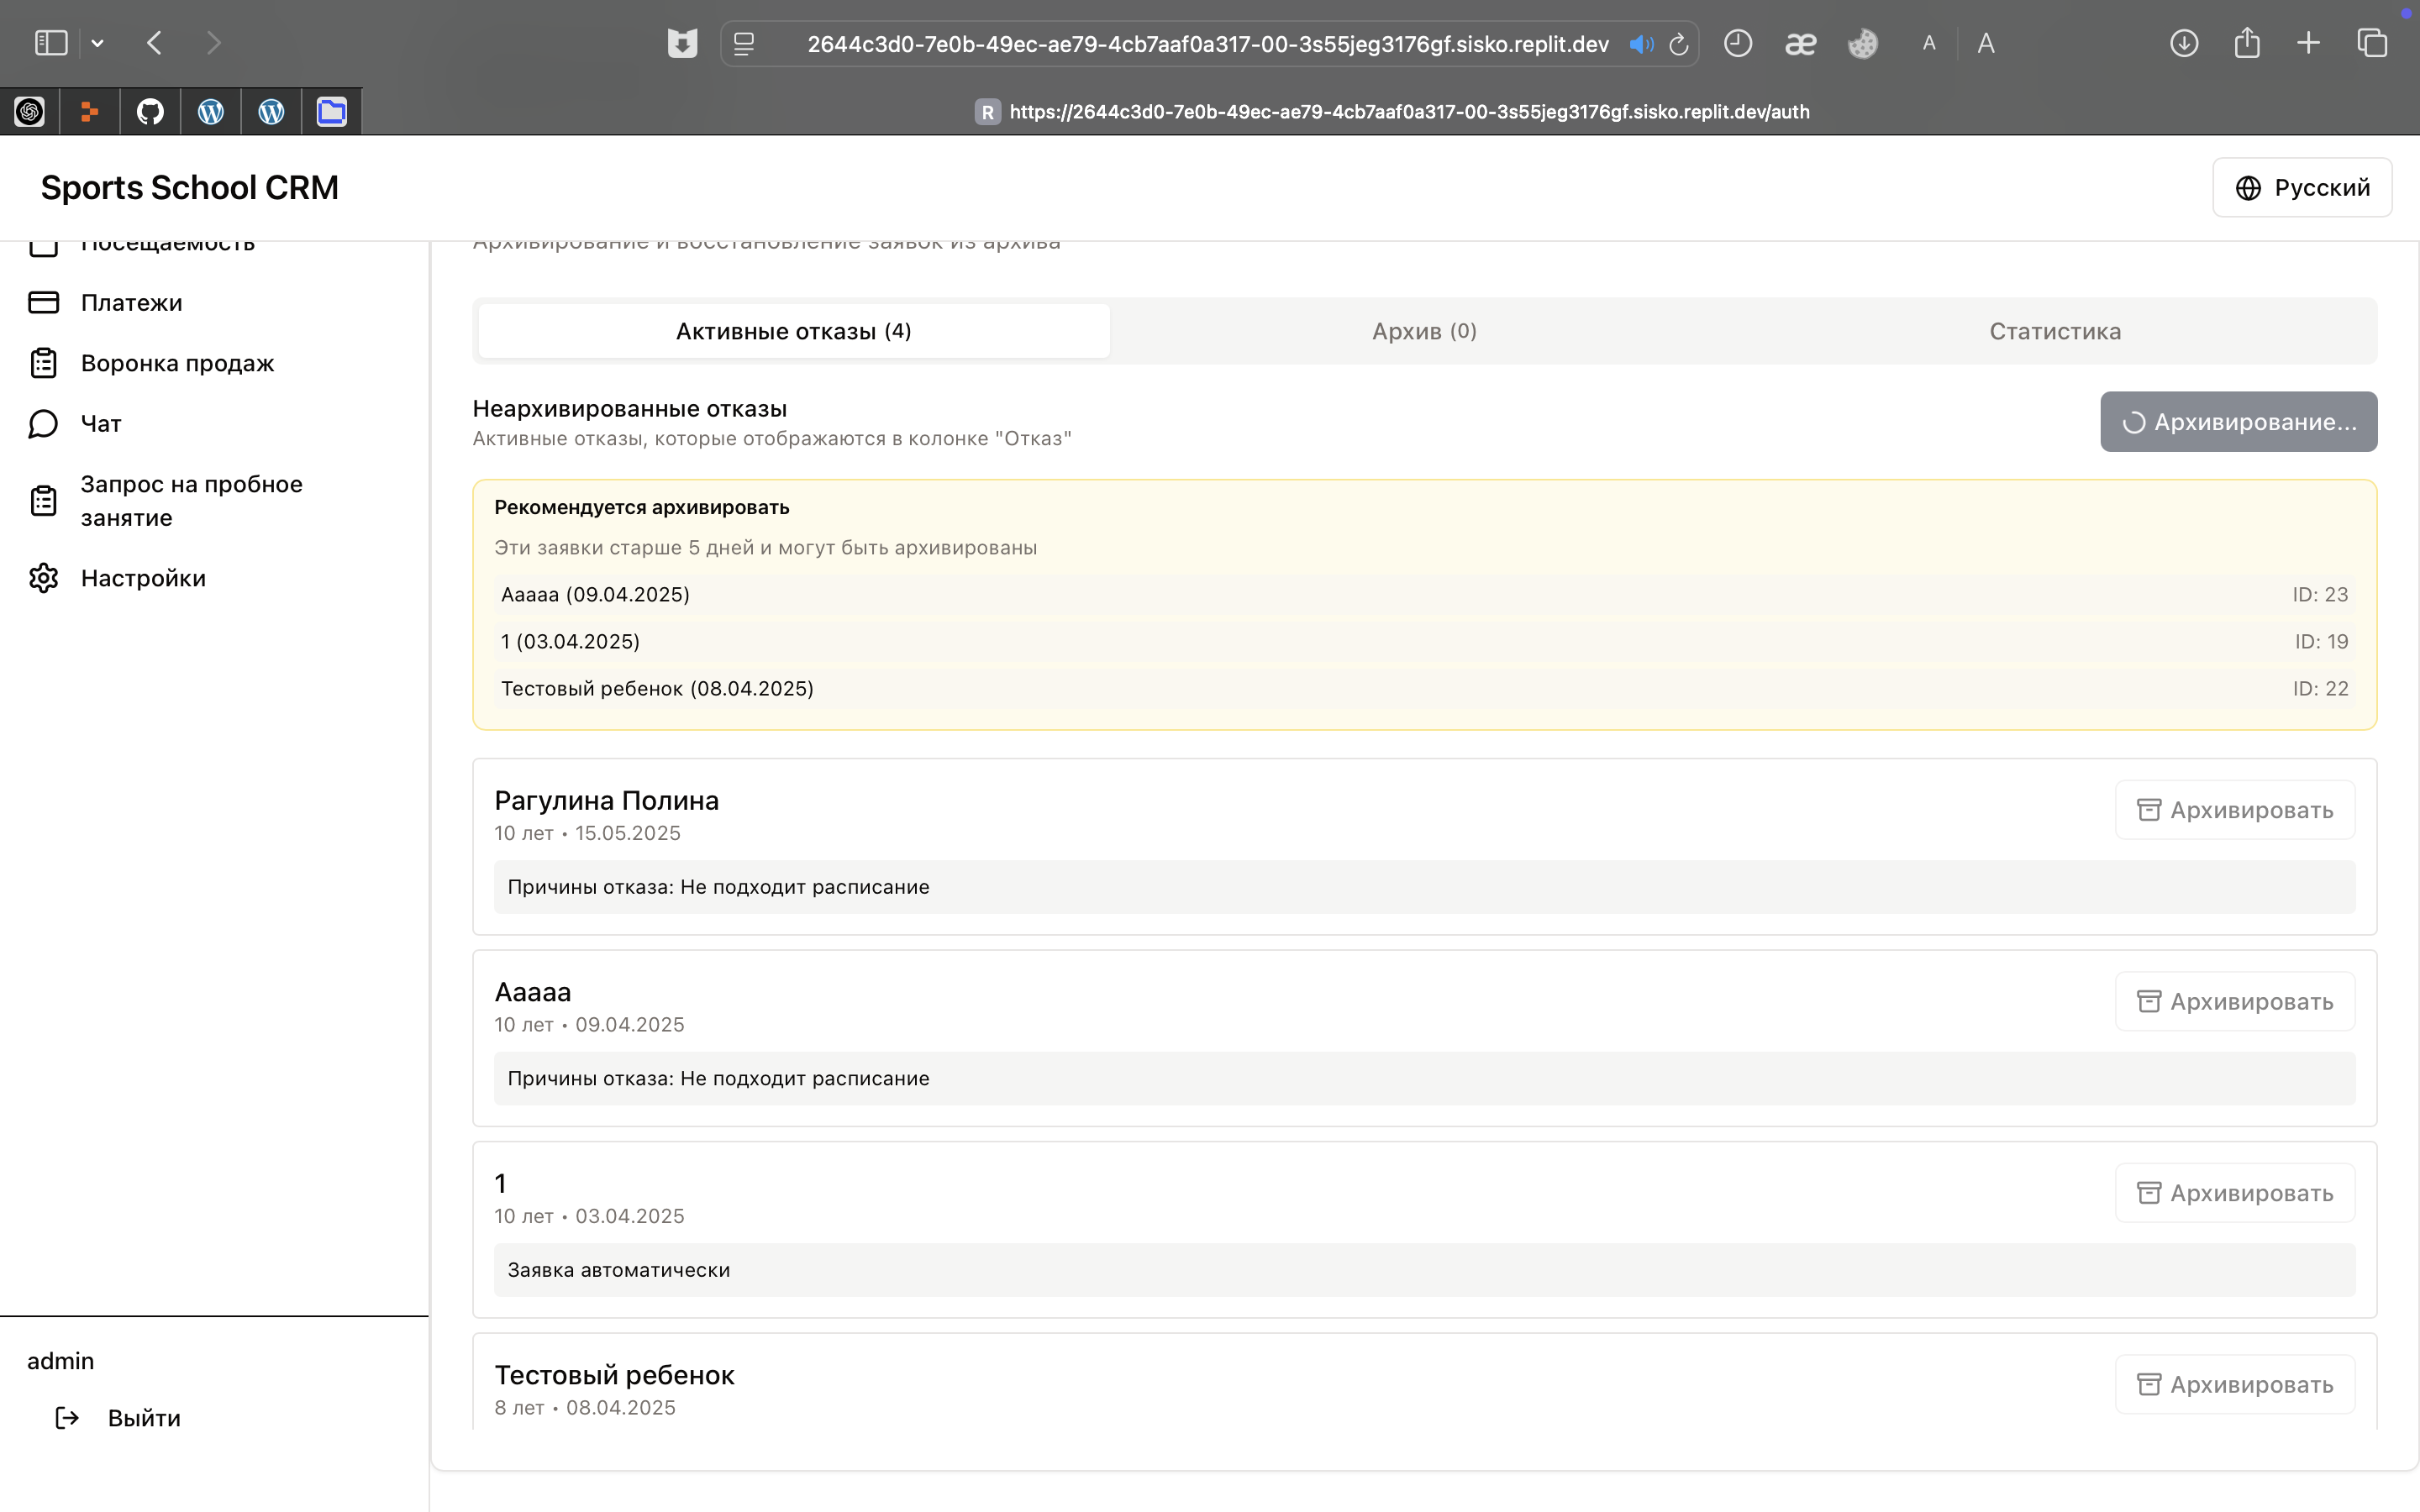 2644c3d0-7e0b-49ec-ae79-4cb7aaf0a317-00-3s55jeg3176gf.sisko.replit.dev
æ
A
A
R https://2644c3d0-7e0b-49ec-ae79-4cb7aaf0a317-00-3s55jeg3176gf.sisko.replit.dev/auth
Sports School CRM
Русский
Посещаемость
Платежи
Воронка продаж
Чат
Запрос на пробное
занятие
Настройки
admin
Выйти
Архивирование и восстановление заявок из архива
Активные отказы (4)
Архив (0)
Статистика
Неархивированные отказы
Активные отказы, которые отображаются в колонке "Отказ"
Архивирование...
Рекомендуется архивировать
Эти заявки старше 5 дней и могут быть архивированы
Ааааа (09.04.2025)
ID: 23
1 (03.04.2025)
ID: 19
Тестовый ребенок (08.04.2025)
ID: 22
Рагулина Полина
10 лет • 15.05.2025
Архивировать
Причины отказа: Не подходит расписание
Ааааа
10 лет • 09.04.2025
Архивировать
Причины отказа: Не подходит расписание
1
10 лет • 03.04.2025
Архивировать
Заявка автоматически
Тестовый ребенок
8 лет • 08.04.2025
Архивировать